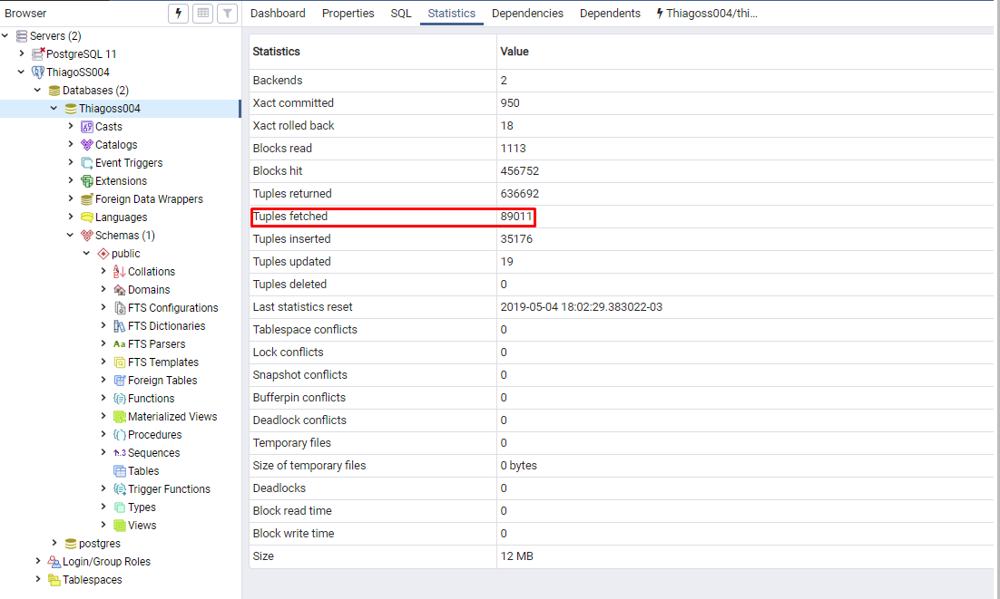 Browser
Servers (2)
PostgreSQL 11
ThiagoSS004
Databases (2)
Thiagoss004
Casts
Catalogs
Event Triggers
Extensions
Foreign Data Wrappers
Languages
Schemas (1)
public
Collations
Domains
FTS Configurations
FTS Dictionaries
Aa FTS Parsers
FTS Templates
Foreign Tables
Functions
Materialized Views
Procedures
1..3 Sequences
Tables
Trigger Functions
Types
Views
postgres
Login/Group Roles
Tablespaces
Dashboard Properties SQL Statistics Dependencies Dependents Thiagoss004/thi...
Statistics Value
Backends 2
Xact committed 950
Xact rolled back 18
Blocks read 1113
Blocks hit 456752
Tuples returned 636692
Tuples fetched 89011
Tuples inserted 35176
Tuples updated 19
Tuples deleted 0
Last statistics reset 2019-05-04 18:02:29.383022-03
Tablespace conflicts 0
Lock conflicts 0
Snapshot conflicts 0
Bufferpin conflicts 0
Deadlock conflicts 0
Temporary files 0
Size of temporary files 0 bytes
Deadlocks 0
Block read time 0
Block write time 0
Size 12 MB